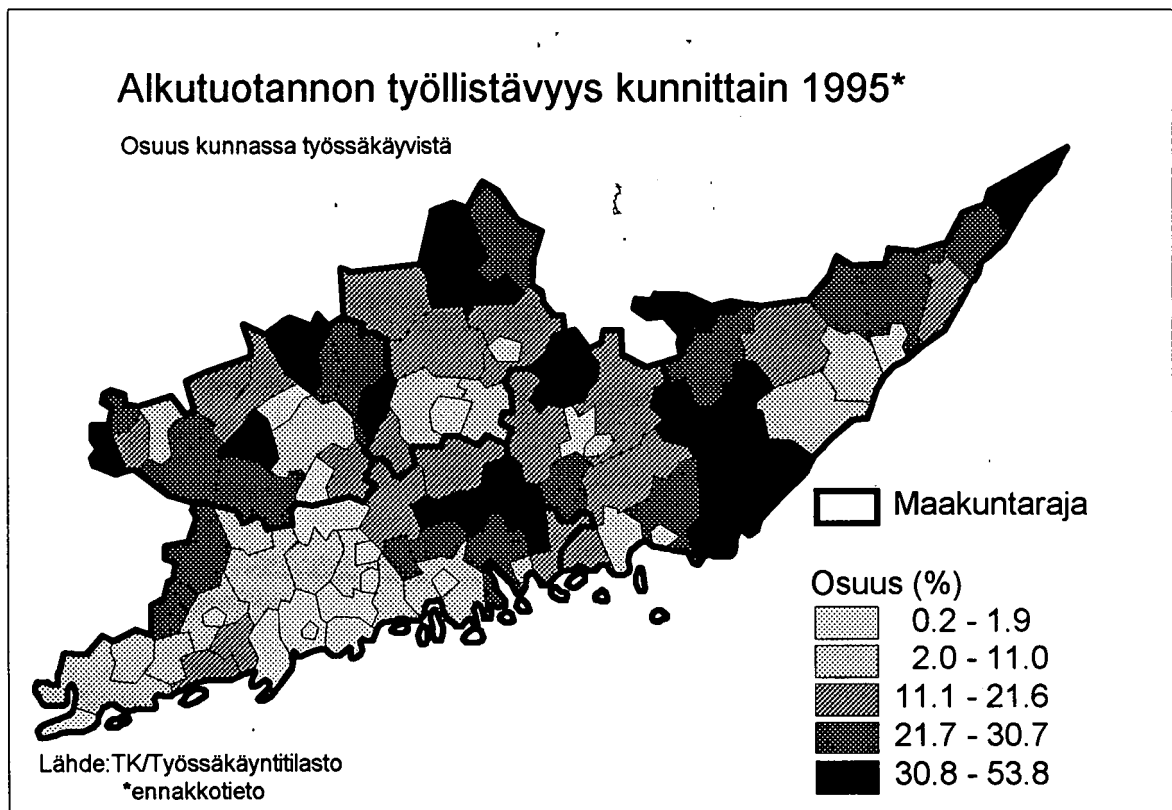 Alkutuotannon työllistävyys kunnittain 1995*
Osuus kunnassa työssäkäyvistä
Maakuntaraja
Osuus (%)
0.2 - 1.9
2.0 - 11.0
11.1 - 21.6
21.7 - 30.7
30.8 - 53.8
Lähde:TK/Työssäkäyntitilasto
*ennakkotieto